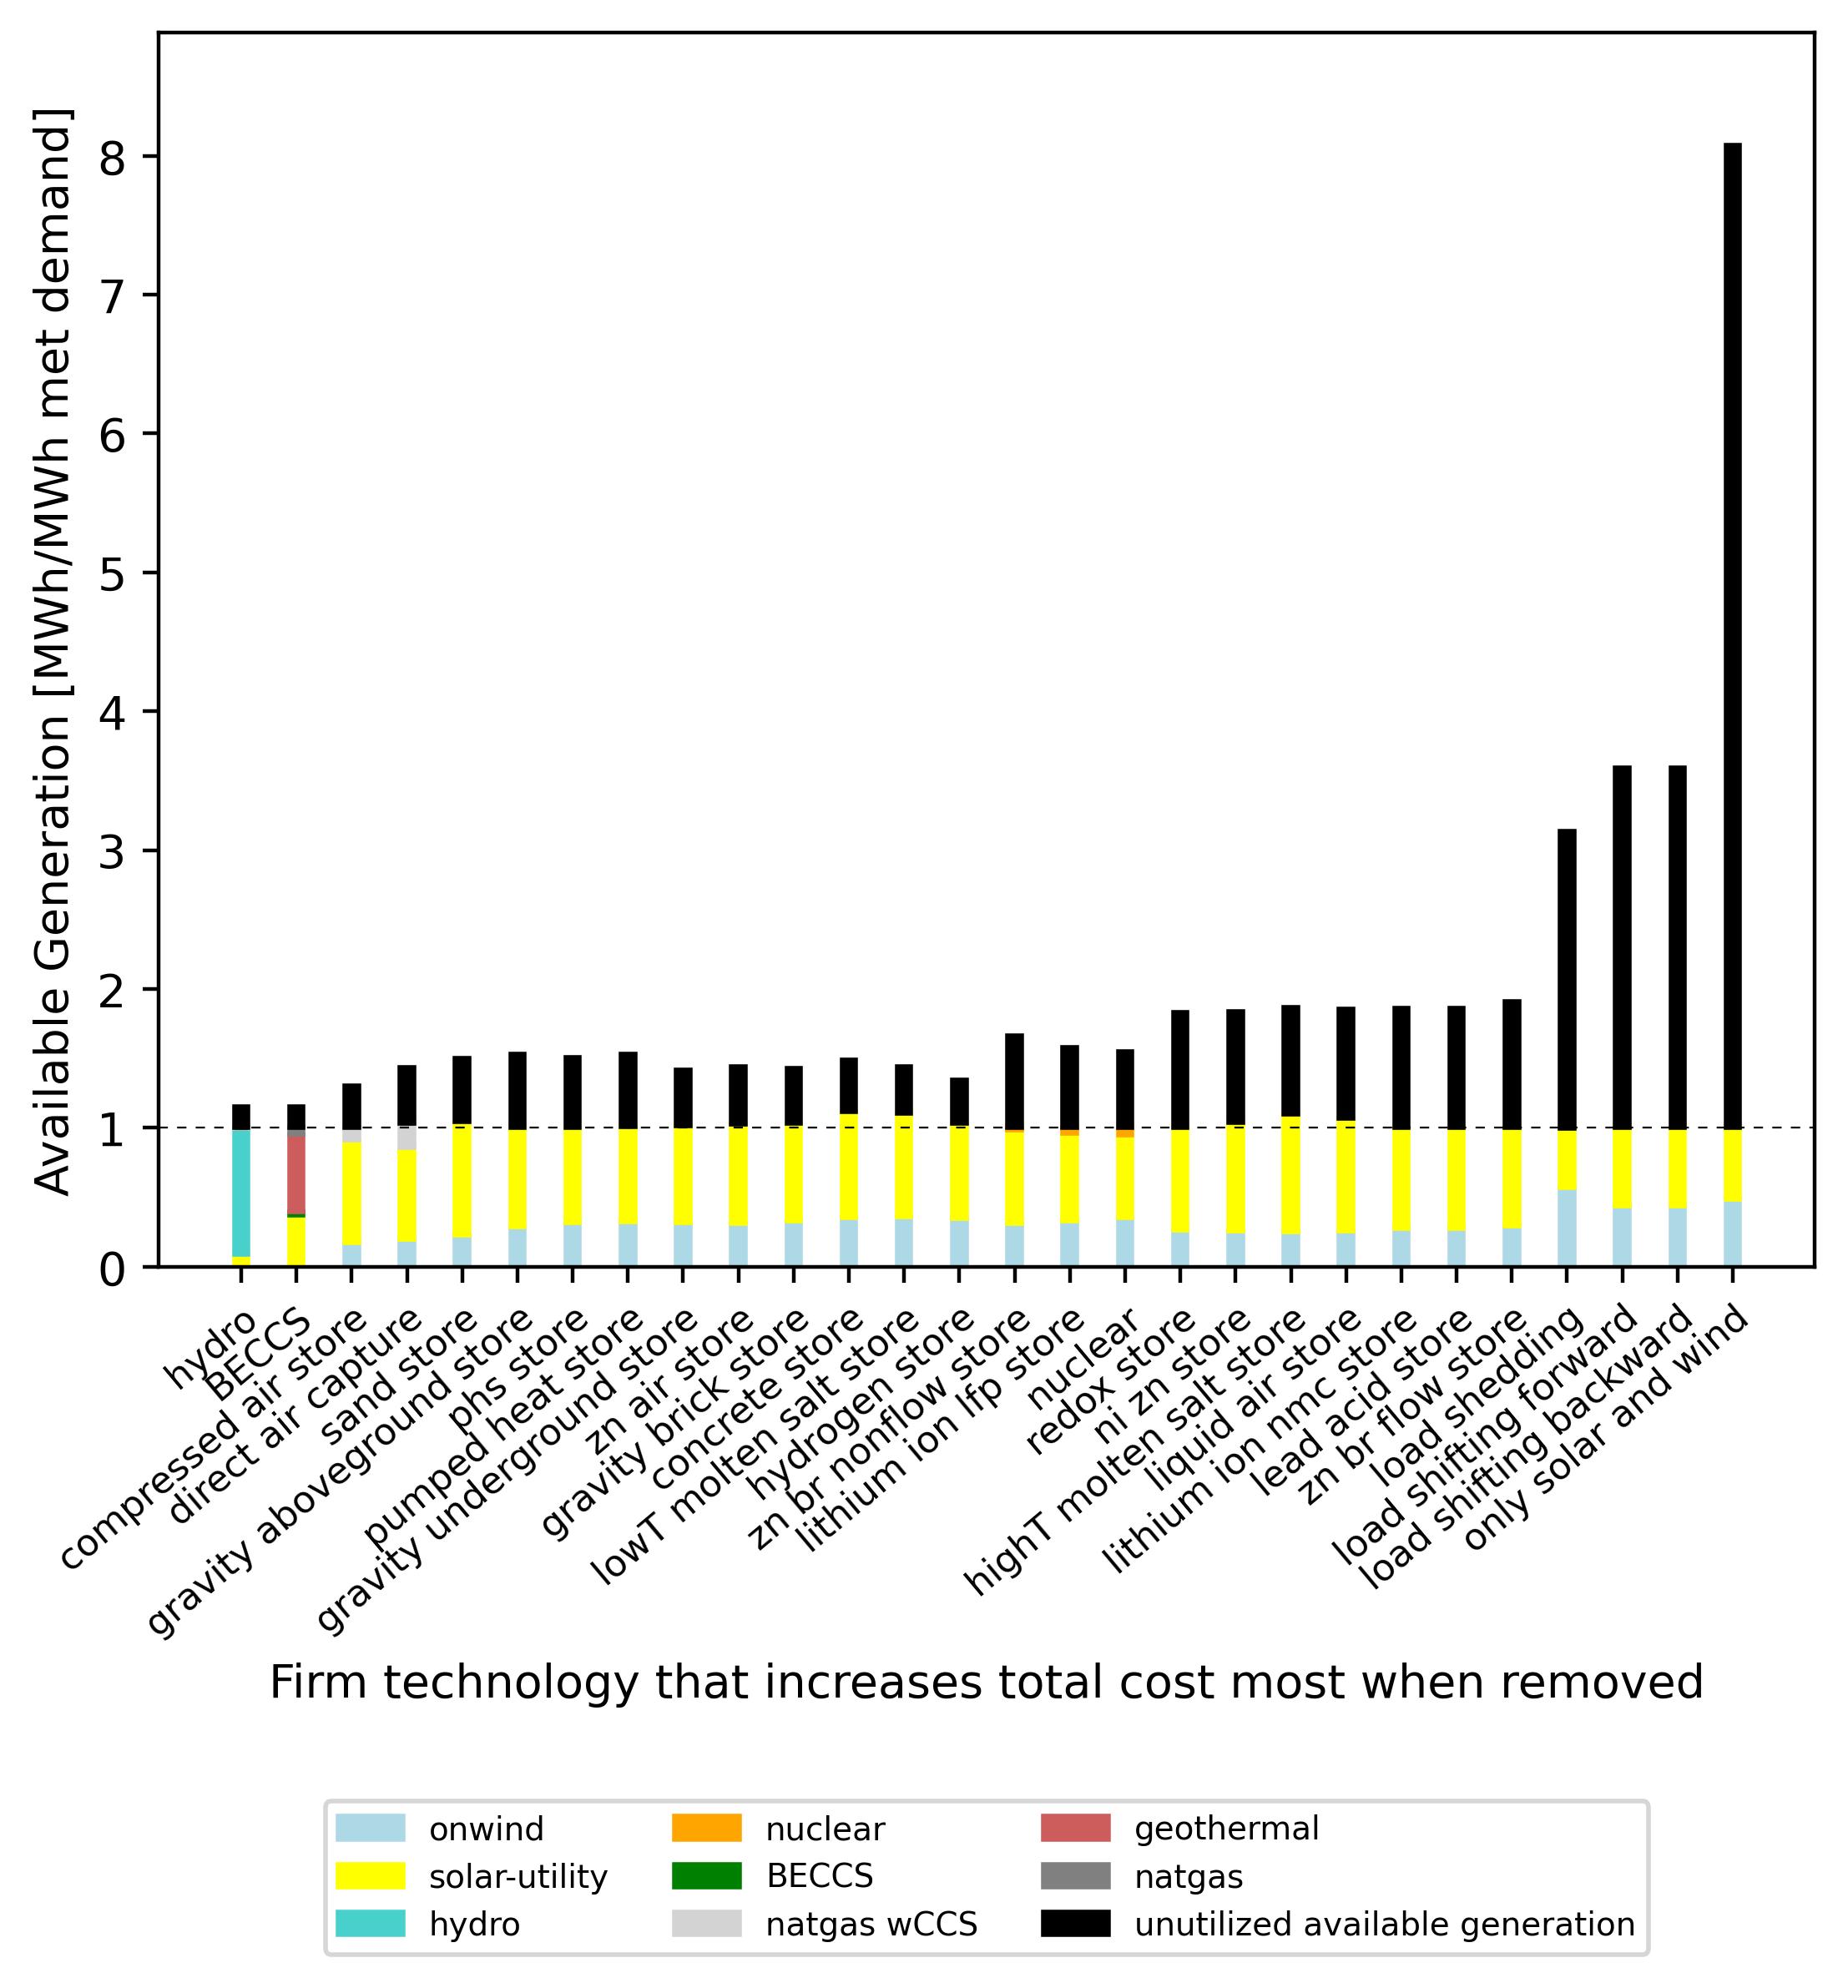 Available Generation [MWh/MWh met demand]
8
7
6
5
4
3
2
1
0
hydro
BECCS
compressed air store
direct air capture
sand store
gravity aboveground store
phs store
pumped heat store
gravity underground store
zn air store
gravity brick store
concrete store
lowT molten salt store
hydrogen store
zn br nonflow store
lithium ion lfp store
nuclear
redox store
ni zn store
highT molten salt store
liquid air store
lithium ion nmc store
lead acid store
zn br flow store
load shedding
load shifting forward
load shifting backward
only solar and wind
Firm technology that increases total cost most when removed
onwind
solar-utility
hydro
nuclear
BECCS
natgas wCCS
geothermal
natgas
unutilized available generation